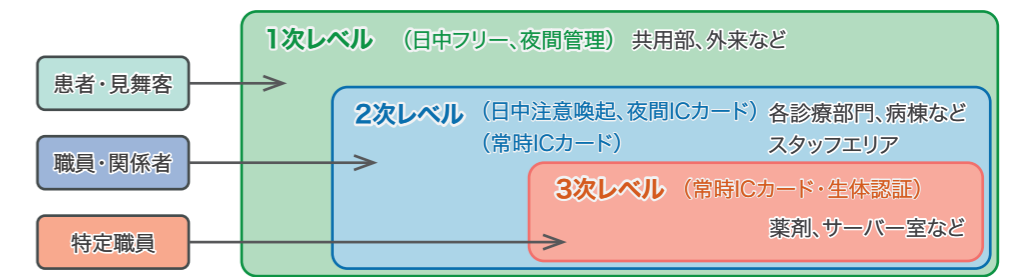 1次レベル （日中フリー、夜間管理） 共用部、外来など
患者・見舞客
2次レベル （日中注意喚起、夜間ICカード） 各診療部門、病棟など
（常時ICカード） スタッフエリア
職員・関係者
3次レベル （常時ICカード・生体認証）
薬剤、サーバー室など
特定職員